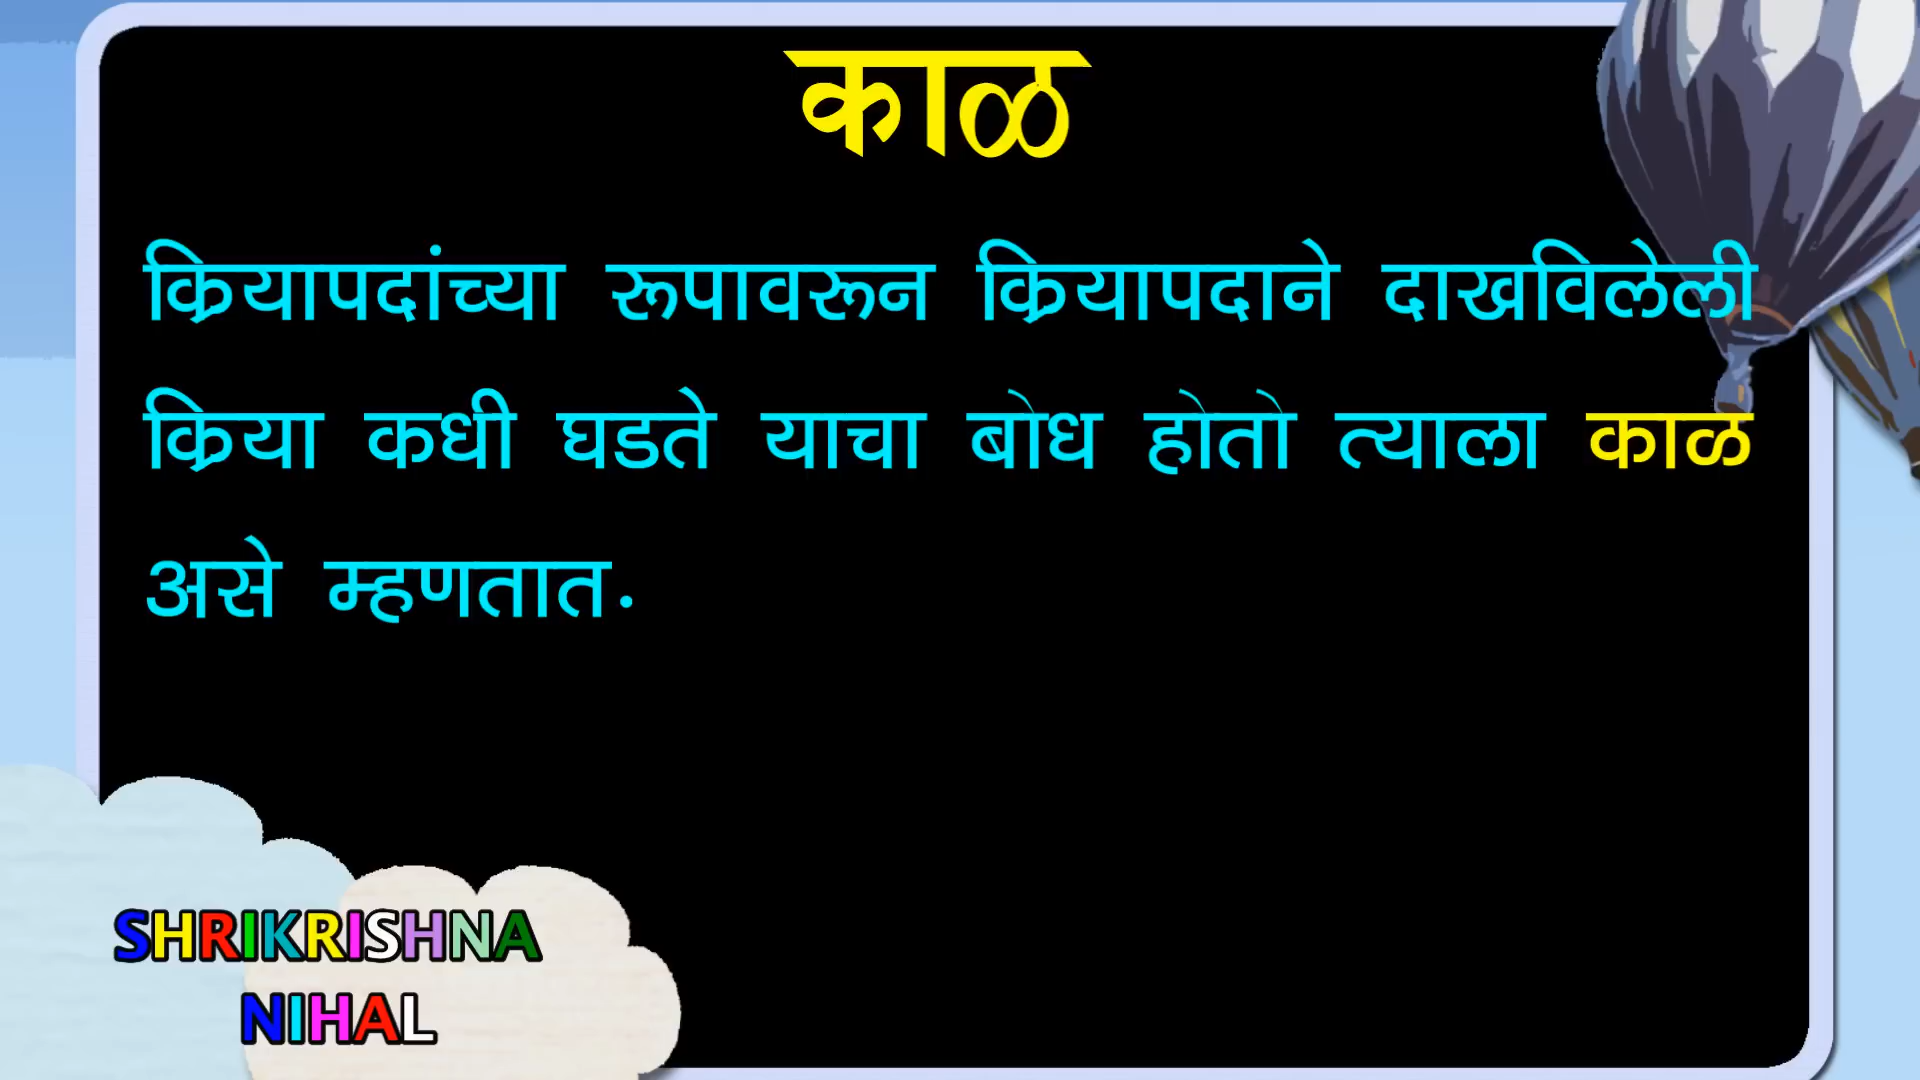 काळ
क्रियापदांच्या रूपावरून क्रियापदाने दाखविलेली
क्रिया कधी घडते याचा बोध होतो त्याला काळ
असे म्हणतात.
SHRIKRISHNA
NIHAL